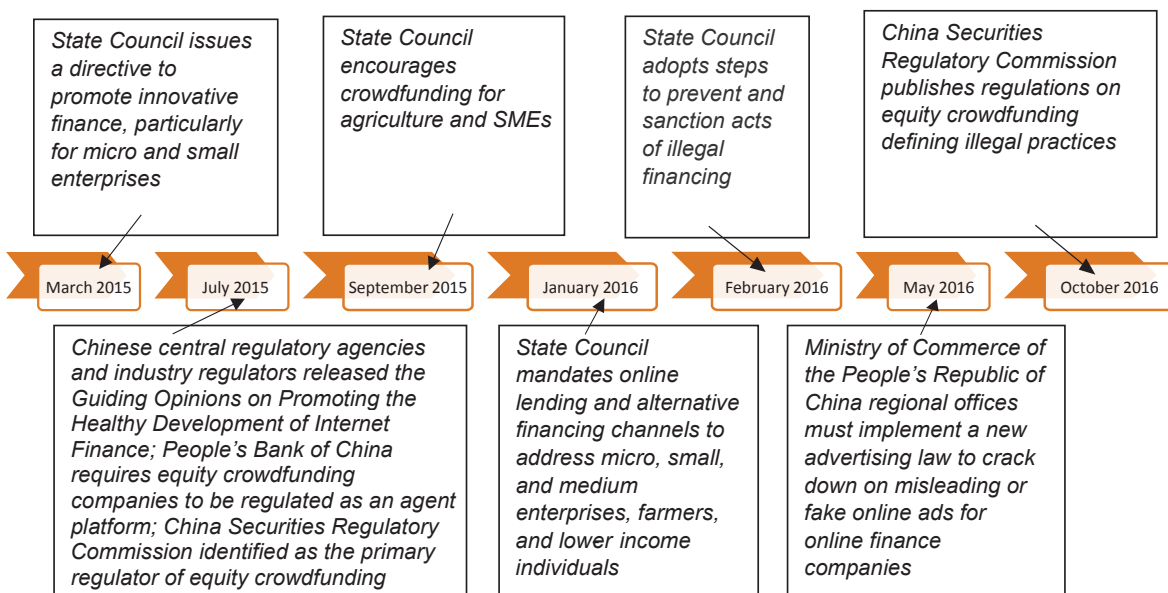 State Council issues
a directive to
promote innovative
finance, particularly
for micro and small
enterprises
State Council
encourages
crowdfunding for
agriculture and SMEs
State Council
adopts steps
to prevent and
sanction acts
of illegal
financing
China Securities
Regulatory Commission
publishes regulations on
equity crowdfunding
defining illegal practices
March 2015
July 2015
September 2015
January 2016
February 2016
May 2016
October 2016
Chinese central regulatory agencies
and industry regulators released the
Guiding Opinions on Promoting the
Healthy Development of Internet
Finance; People’s Bank of China
requires equity crowdfunding
companies to be regulated as an agent
platform; China Securities Regulatory
Commission identified as the primary
regulator of equity crowdfunding
State Council
mandates online
lending and alternative
financing channels to
address micro, small,
and medium
enterprises, farmers,
and lower income
individuals
Ministry of Commerce of
the People’s Republic of
China regional offices
must implement a new
advertising law to crack
down on misleading or
fake online ads for
online finance
companies